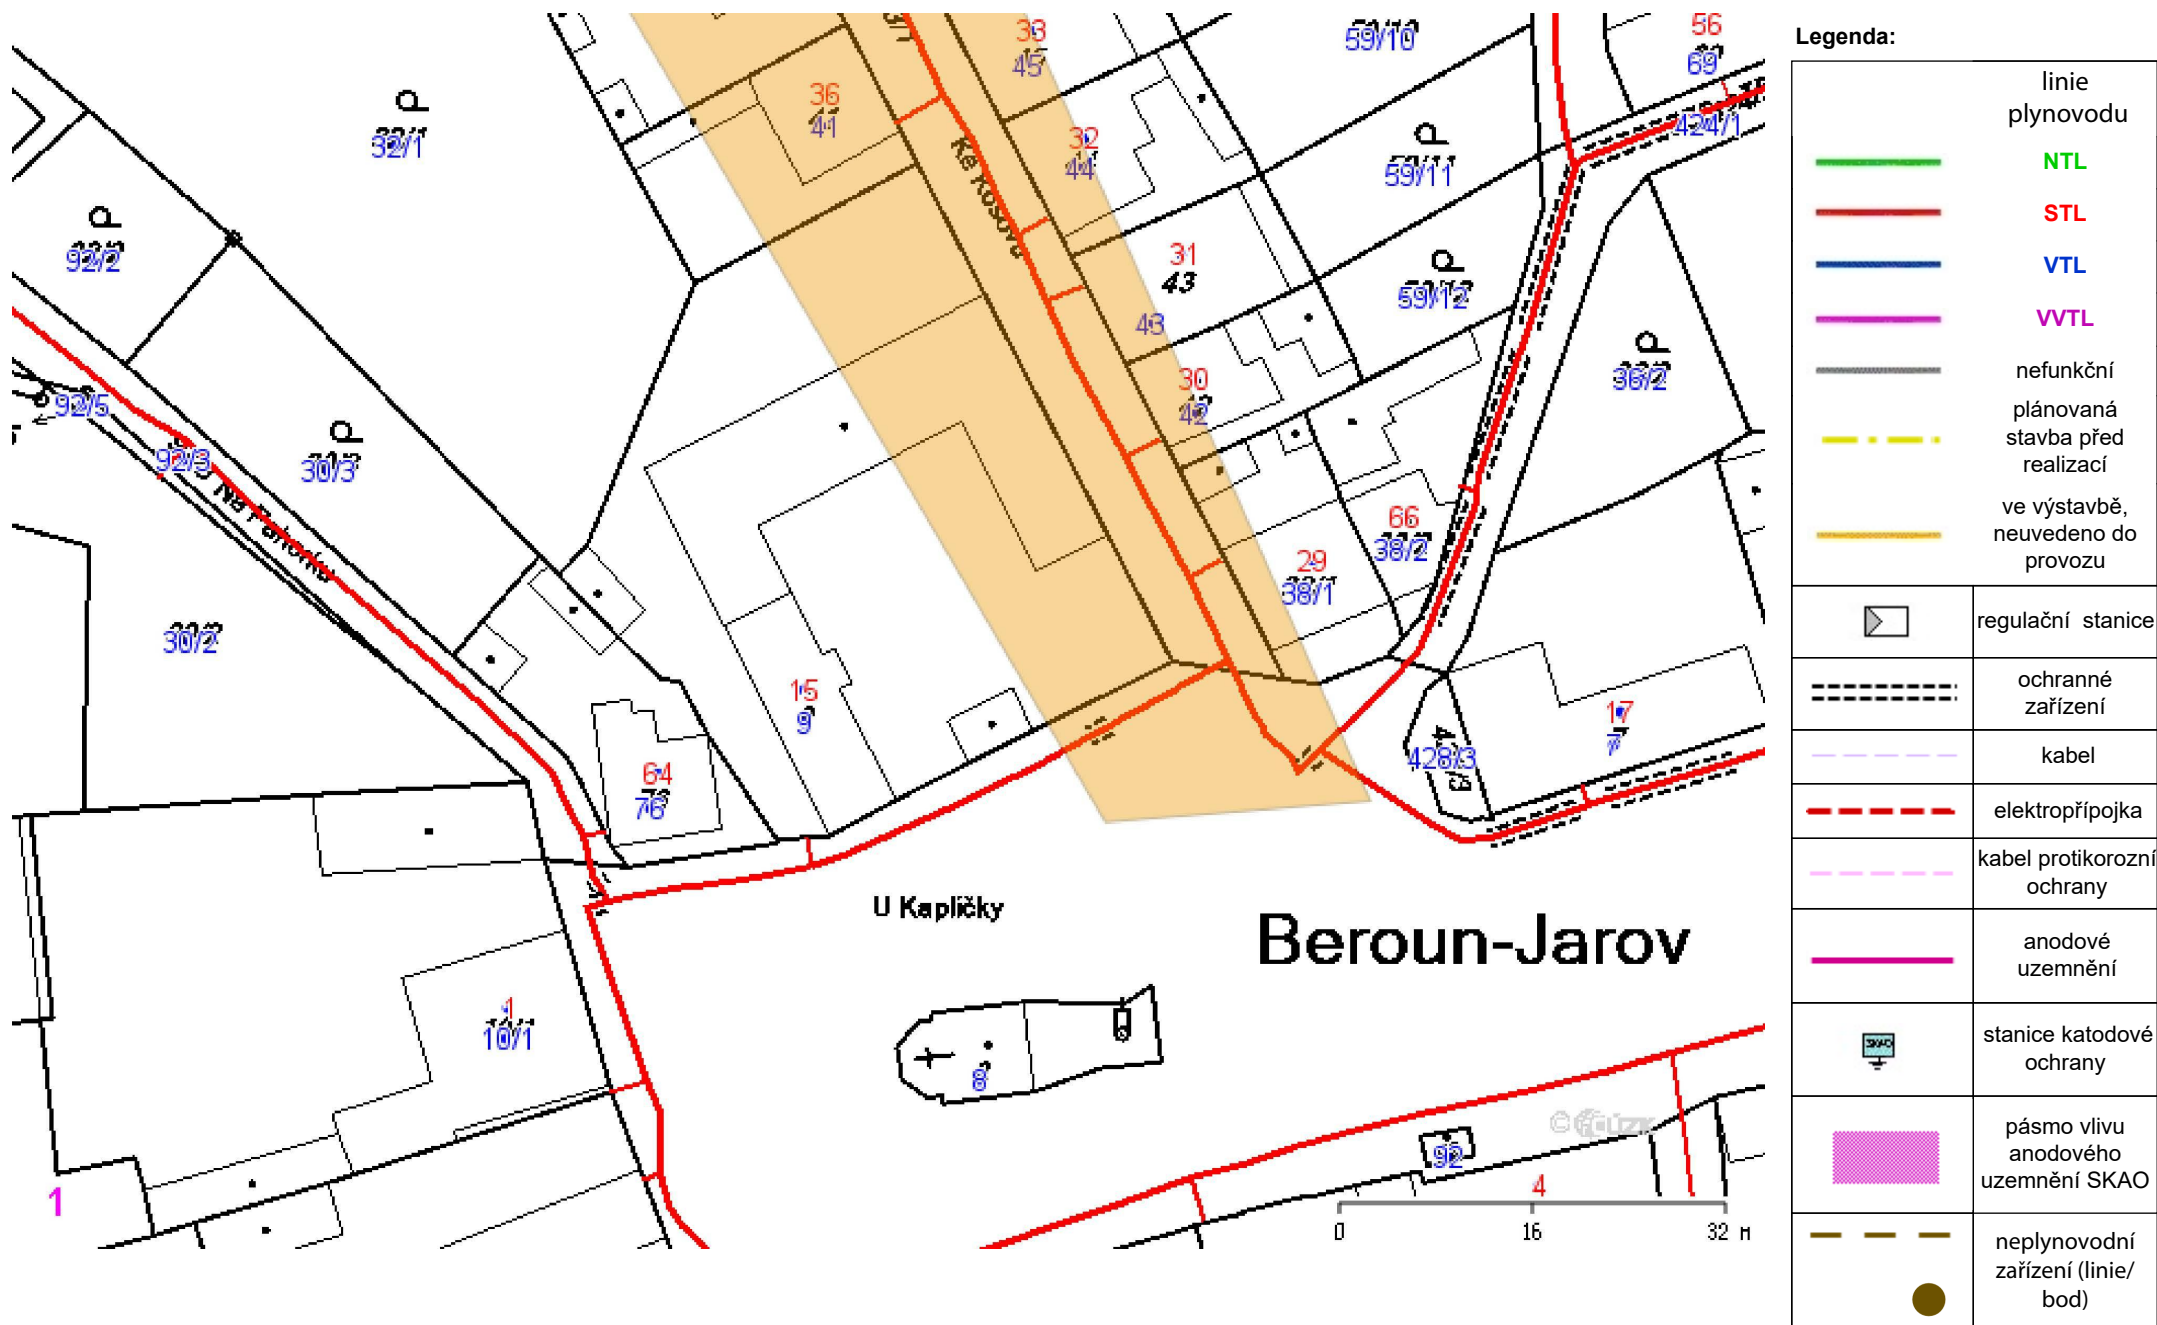 33
45
59/10
56
69
Legenda:
linie
plynovodu
NTL
STL
VTL
VVTL
nefunkční
plánovaná
stavba před
realizací
ve výstavbě,
neuvedeno do
provozu
regulační stanice
ochranné
zařízení
kabel
elektropřípojka
kabel protikorozní
ochrany
anodové
uzemnění
SKAO
stanice katodové
ochrany
pásmo vlivu
anodového
uzemnění SKAO
neplynovodní
zařízení (linie/
bod)
36
41
32/1
32
44
424/1
59/11
Ke Kosovu
92/2
31
43
43
59/12
30
42
36/2
92/5
92/3
30/3
Na Pahorku
66
38/2
29
38/1
30/2
15
9
17
7
428/3
64
76
U Kapličky
Beroun-Jarov
1
10/1
8
92
1
4
0
16
32 M